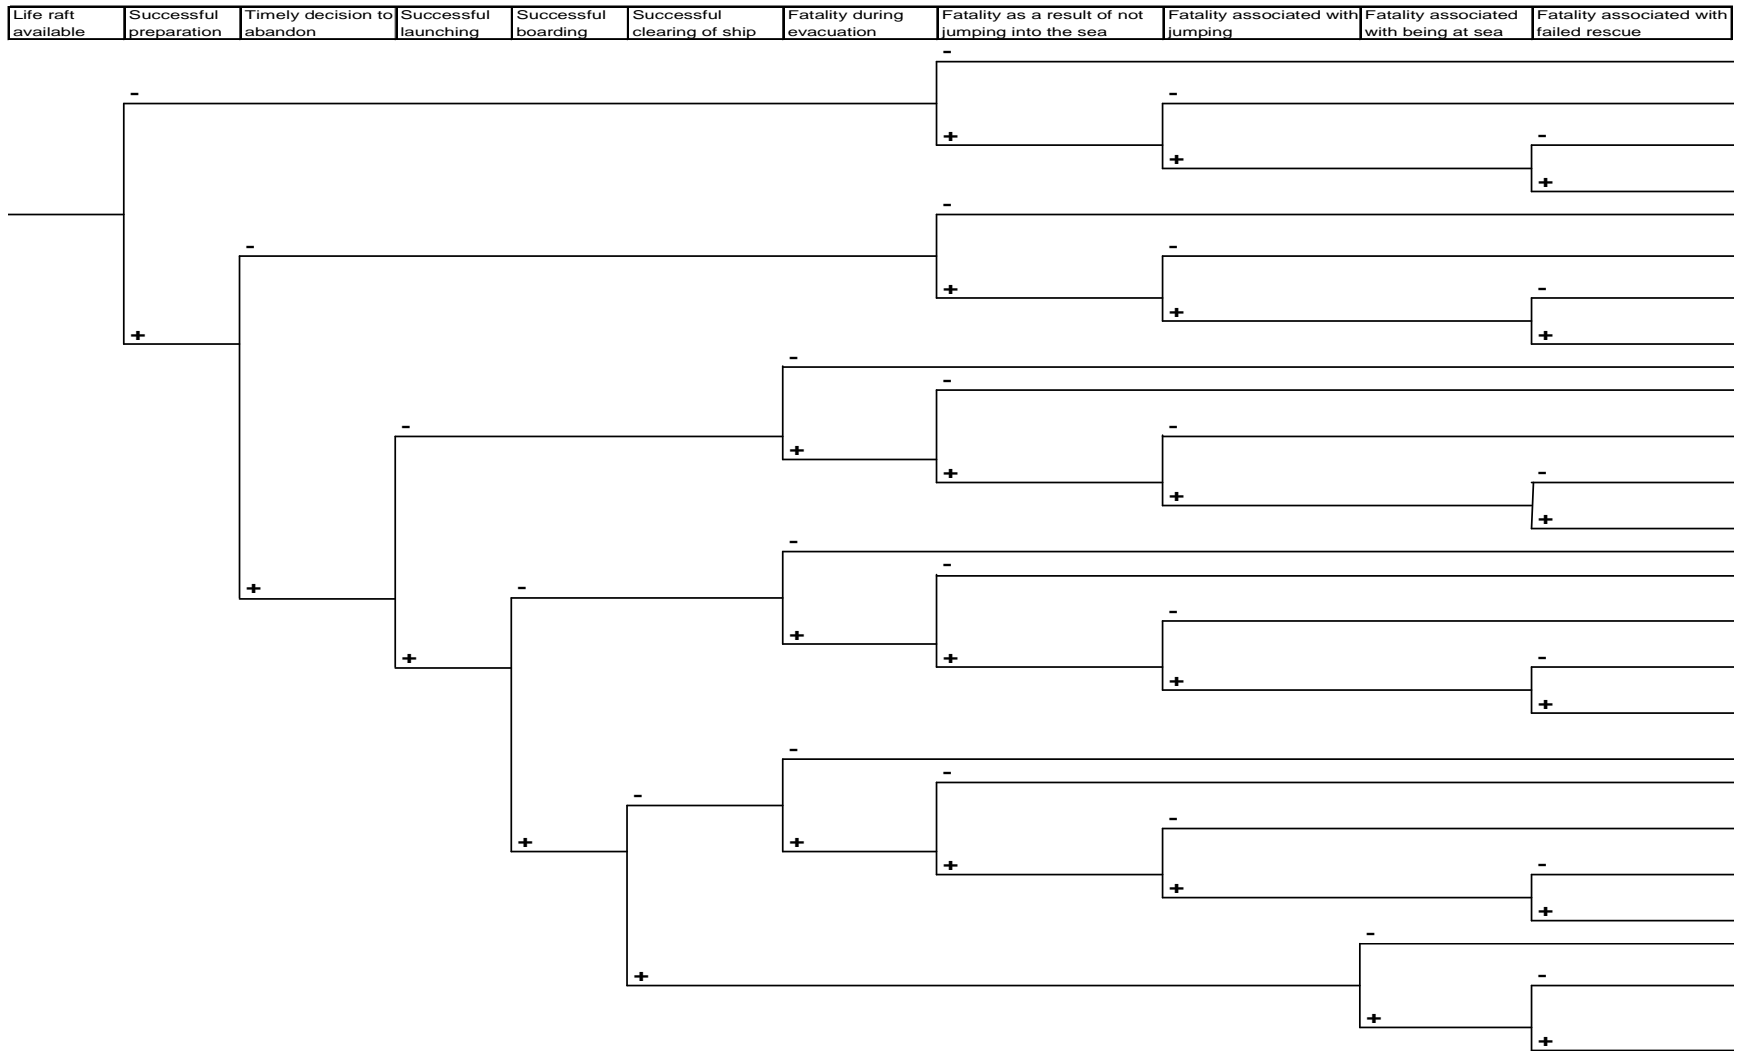 Life raft
available
Successful
preparation
Timely decision to
abandon
Successful
launching
Successful
boarding
Successful
clearing of ship
Fatality during
evacuation
Fatality as a result of not
jumping into the sea
Fatality associated with
jumping
Fatality associated
with being at sea
Fatality associated with
failed rescue
-
- -
+ -
+
+
-
- -
+ -
+
+ +
-
-
- -
+
+ -
+
+
-
-
+ -
-
+
+ + -
+
+
-
-
-
-
+ +
+ -
+
+
-
+ -
+
+